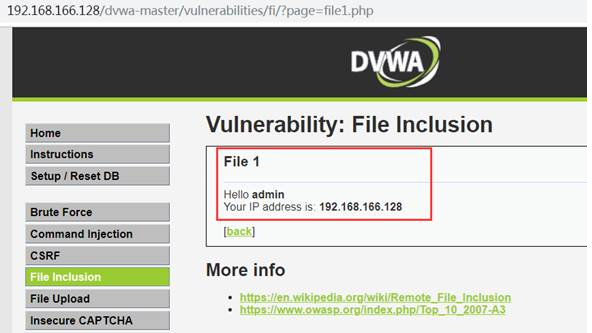 192.168.166.128/dvwa-master/vulnerabilities/fi/?page=file1.php
DVWA
Home
Instructions
Setup / Reset DB
Brute Force
Command Injection
CSRF
File Inclusion
File Upload
Insecure CAPTCHA
Vulnerability: File Inclusion
File 1
Hello admin
Your IP address is: 192.168.166.128
[back]
More info
https://en.wikipedia.org/wiki/Remote_File_Inclusion
https://www.owasp.org/index.php/Top_10_2007-A3